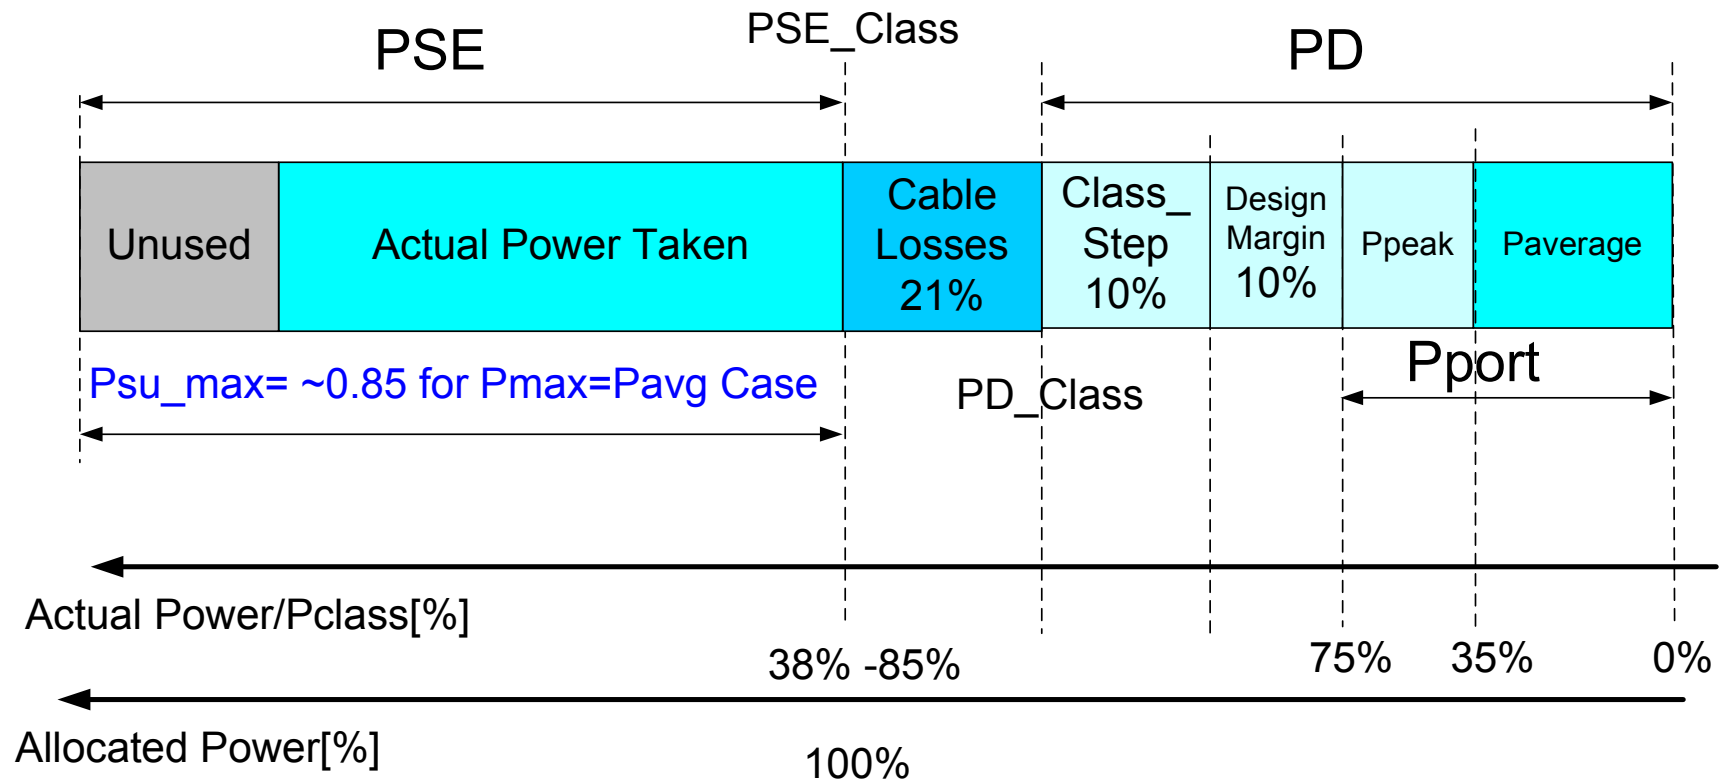 PSE
PSE_Class
PD
Unused
Actual Power Taken
Cable
Losses
21%
Class_
Step
10%
Design
Margin
10%
Ppeak
Paverage
Psu_max= ~0.85 for Pmax=Pavg Case
PD_Class
Pport
Actual Power/Pclass[%]
38% -85%
75%
35%
0%
Allocated Power[%]
100%